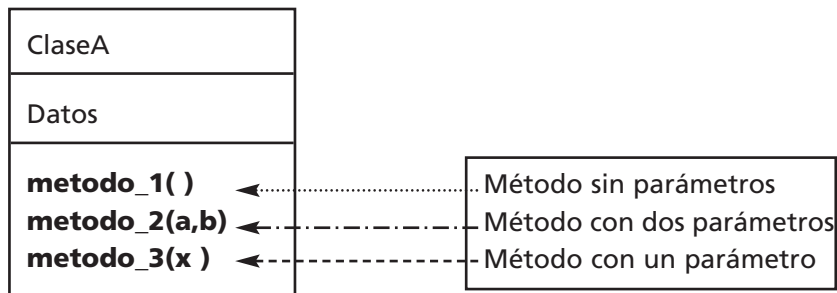 ClaseA
Datos
metodo_1( )
metodo_2(a,b)
metodo_3(x )
Método sin parámetros
Método con dos parámetros
Método con un parámetro